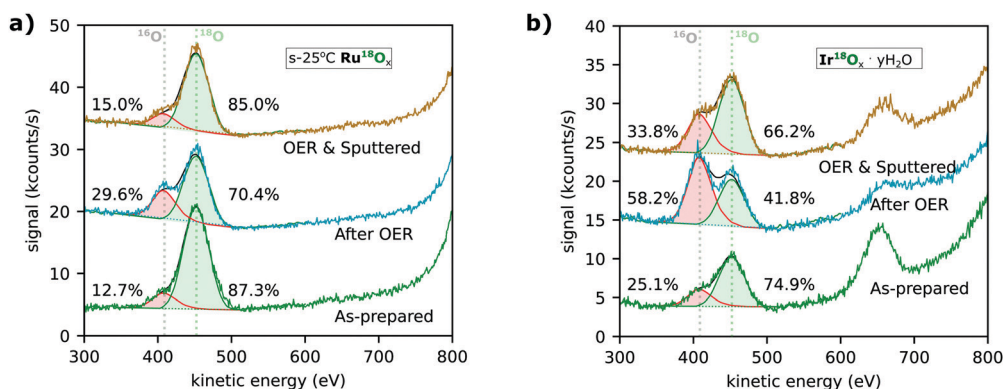 a)
50
40
30
20
10
0
signal (kcounts/s)
¹⁶O
¹⁸O
s-25°C Ru¹⁸Oₓ
15.0%
85.0%
OER & Sputtered
29.6%
70.4%
After OER
12.7%
87.3%
As-prepared
300 400 500 600 700 800
kinetic energy (eV)
b)
40
35
30
25
20
15
10
5
0
signal (kcounts/s)
¹⁶O
¹⁸O
Ir¹⁸Oₓ · yH₂O
33.8%
66.2%
OER & Sputtered
58.2%
41.8%
After OER
25.1%
74.9%
As-prepared
300 400 500 600 700 800
kinetic energy (eV)